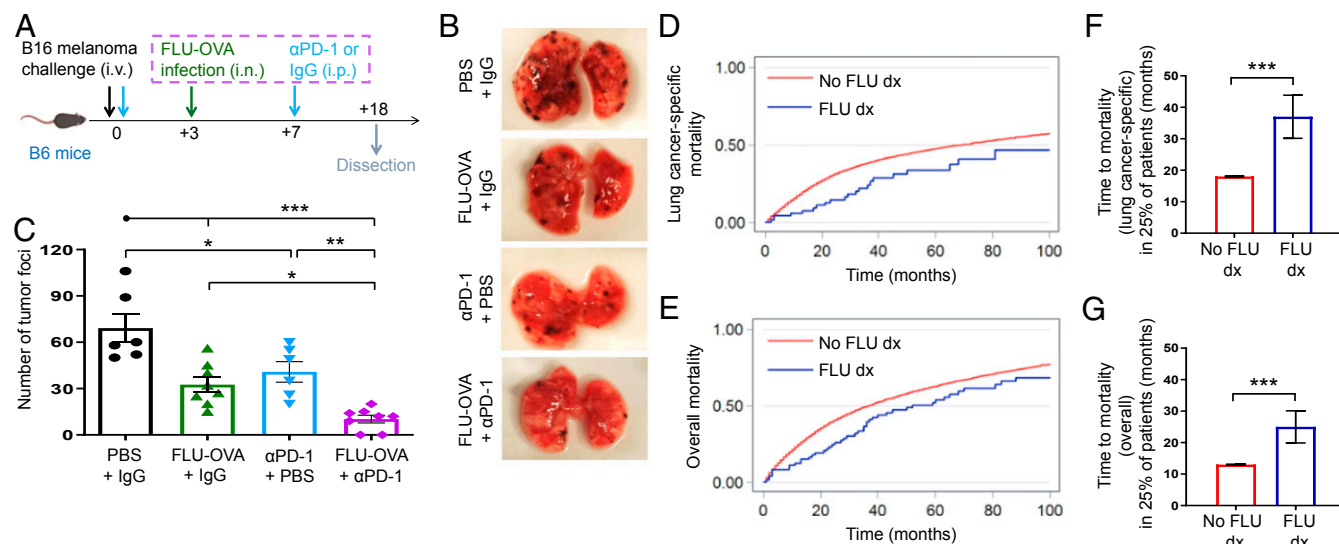 A
B16 melanoma
challenge (i.v.)
FLU-OVA
infection (i.n.)
αPD-1 or
IgG (i.p.)
+18
0
+3
+7
B6 mice
Dissection
B
PBS
+ IgG
FLU-OVA
+ IgG
αPD-1
+ PBS
FLU-OVA
+ αPD-1
C
***
*
**
*
Number of tumor foci
120
90
60
30
0
PBS
+ IgG
FLU-OVA
+ IgG
αPD-1
+ PBS
FLU-OVA
+ αPD-1
D
Lung cancer-specific
mortality
1.00
0.50
0.00
No FLU dx
FLU dx
0
20
40
60
80
100
Time (months)
E
Overall mortality
1.00
0.50
0.00
No FLU dx
FLU dx
0
20
40
60
80
100
Time (months)
F
Time to mortality
(lung cancer-specific)
in 25% of patients (months)
50
40
30
20
10
0
***
No FLU
dx
FLU
dx
G
Time to mortality
(overall)
in 25% of patients (months)
50
40
30
20
10
0
***
No FLU
dx
FLU
dx